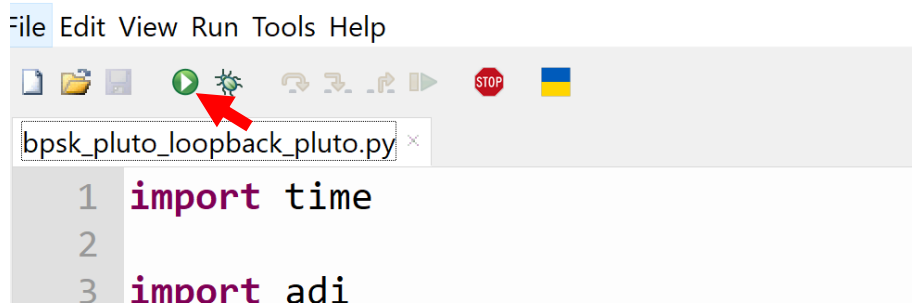 File Edit View Run Tools Help
STOP
bpsk_pluto_loopback_pluto.py ×
1 import time
2
3 import adi